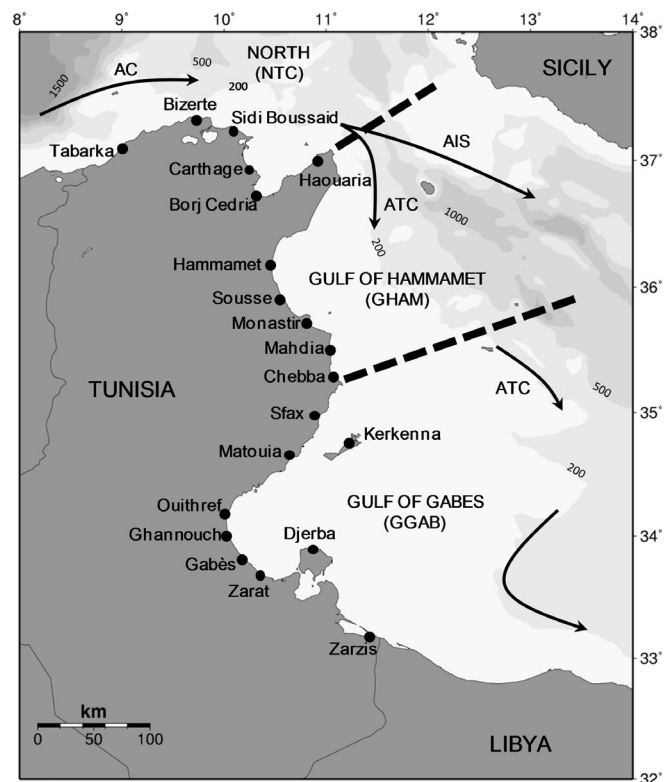 8° 9° 10° 11° 12° 13° 14°
38°
NORTH
(NTC)
SICILY
AC
500
1500
200
Bizerte
Sidi Boussaid
Tabarka
Carthage
Haouaria
Borj Cedria
AIS
37°
ATC
1000
200
Hammamet
GULF OF HAMMAMET
(GHAM)
36°
Sousse
Monastir
Mahdia
Chebba
TUNISIA
ATC
500
35°
Sfax
Kerkenna
Matouia
200
GULF OF GABES
(GGAB)
Ouithref
Ghannouch
Djerba
34°
Gabès
Zarat
Zarzis
33°
km
0 50 100
LIBYA
32°